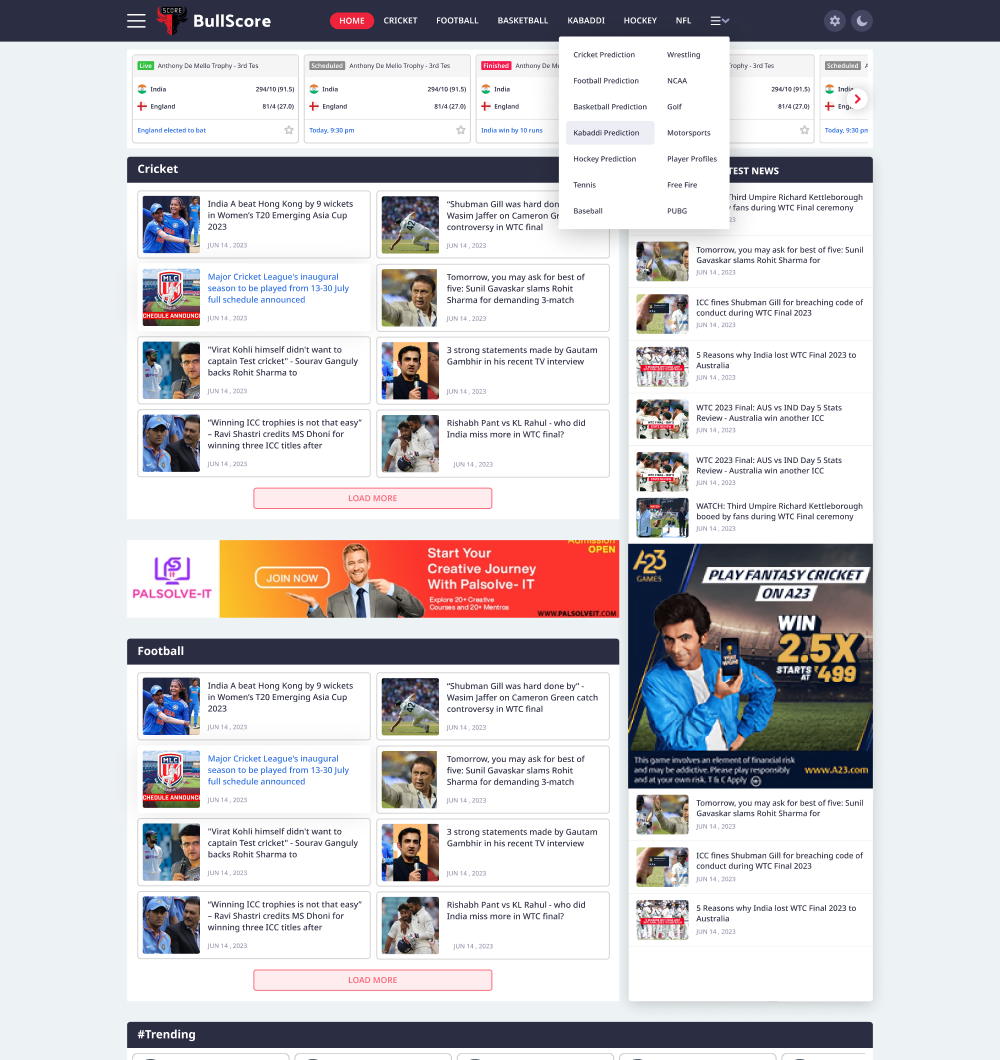 SCORE
BullScore
HOME CRICKET FOOTBALL BASKETBALL KABADDI HOCKEY NFL
Cricket Prediction Wrestling
Football Prediction NCAA
Basketball Prediction Golf
Kabaddi Prediction Motorsports
Hockey Prediction Player Profiles
Tennis Free Fire
Baseball PUBG
Live Anthony De Mello Trophy - 3rd Tes
India 294/10 (91.5)
England 81/4 (27.0)
England elected to bat
Scheduled Anthony De Mello Trophy - 3rd Tes
India 294/10 (91.5)
England 81/4 (27.0)
Today, 9:30 pm
Finished Anthony De Me
India
England
India win by 10 runs
ophy - 3rd Tes
294/10 (91.5)
81/4 (27.0)
Scheduled
India
Engl
Today, 9:30 pm
Cricket
India A beat Hong Kong by 9 wickets
in Women's T20 Emerging Asia Cup
2023
JUN 14 , 2023
"Shubman Gill was hard don
Wasim Jaffer on Cameron Gr
controversy in WTC final
JUN 14 , 2023
MLC
CHEDULE ANNOUNC
Major Cricket League's inaugural
season to be played from 13-30 July
full schedule announced
JUN 14 , 2023
Tomorrow, you may ask for best of
five: Sunil Gavaskar slams Rohit
Sharma for demanding 3-match
JUN 14 , 2023
"Virat Kohli himself didn't want to
captain Test cricket" - Sourav Ganguly
backs Rohit Sharma to
JUN 14 , 2023
3 strong statements made by Gautam
Gambhir in his recent TV interview
JUN 14 , 2023
"Winning ICC trophies is not that easy"
– Ravi Shastri credits MS Dhoni for
winning three ICC titles after
JUN 14 , 2023
Rishabh Pant vs KL Rahul - who did
India miss more in WTC final?
JUN 14 , 2023
LOAD MORE
PALSOLVE-IT
JOIN NOW
Start Your
Creative Journey
With Palsolve- IT
Explore 20+ Creative
Courses and 20+ Mentros
Admission
OPEN
WWW.PALSOLVEIT.COM
Football
India A beat Hong Kong by 9 wickets
in Women's T20 Emerging Asia Cup
2023
JUN 14 , 2023
"Shubman Gill was hard done by" -
Wasim Jaffer on Cameron Green catch
controversy in WTC final
JUN 14 , 2023
MLC
CHEDULE ANNOUNC
Major Cricket League's inaugural
season to be played from 13-30 July
full schedule announced
JUN 14 , 2023
Tomorrow, you may ask for best of
five: Sunil Gavaskar slams Rohit
Sharma for demanding 3-match
JUN 14 , 2023
"Virat Kohli himself didn't want to
captain Test cricket" - Sourav Ganguly
backs Rohit Sharma to
JUN 14 , 2023
3 strong statements made by Gautam
Gambhir in his recent TV interview
JUN 14 , 2023
"Winning ICC trophies is not that easy"
– Ravi Shastri credits MS Dhoni for
winning three ICC titles after
JUN 14 , 2023
Rishabh Pant vs KL Rahul - who did
India miss more in WTC final?
JUN 14 , 2023
LOAD MORE
TEST NEWS
Third Umpire Richard Kettleborough
y fans during WTC Final ceremony
23
Tomorrow, you may ask for best of five: Sunil
Gavaskar slams Rohit Sharma for
JUN 14 , 2023
ICC fines Shubman Gill for breaching code of
conduct during WTC Final 2023
JUN 14 , 2023
5 Reasons why India lost WTC Final 2023 to
Australia
JUN 14 , 2023
WTC 2023 Final: AUS vs IND Day 5 Stats
Review - Australia win another ICC
JUN 14 , 2023
WTC 2023 Final: AUS vs IND Day 5 Stats
Review - Australia win another ICC
JUN 14 , 2023
WATCH: Third Umpire Richard Kettleborough
booed by fans during WTC Final ceremony
JUN 14 , 2023
A23
GAMES
PLAY FANTASY CRICKET
ON A23
WIN
2.5X
STARTS AT ₹499
This game involves an element of financial risk
and may be addictive. Please play responsibly
and at your own risk. T & C Apply
www.A23.com
Tomorrow, you may ask for best of five: Sunil
Gavaskar slams Rohit Sharma for
JUN 14 , 2023
ICC fines Shubman Gill for breaching code of
conduct during WTC Final 2023
JUN 14 , 2023
5 Reasons why India lost WTC Final 2023 to
Australia
JUN 14 , 2023
#Trending